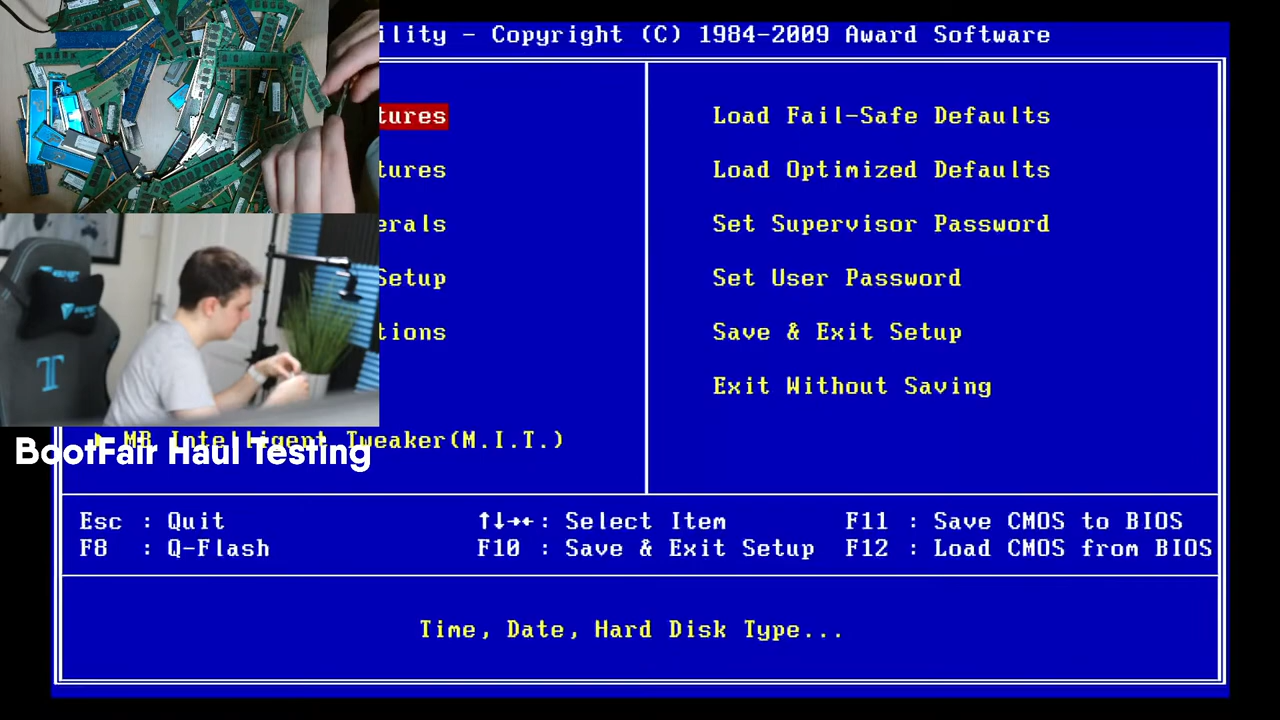 ility - Copyright (C) 1984-2009 Award Software
tures
tures
erals
Setup
tions
▶ MB Intelligent Tweaker(M.I.T.)
Load Fail-Safe Defaults
Load Optimized Defaults
Set Supervisor Password
Set User Password
Save & Exit Setup
Exit Without Saving
BootFair Haul Testing
Esc : Quit
F8 : Q-Flash
↑↓→←: Select Item
F10 : Save & Exit Setup
F11 : Save CMOS to BIOS
F12 : Load CMOS from BIOS
Time, Date, Hard Disk Type...
T